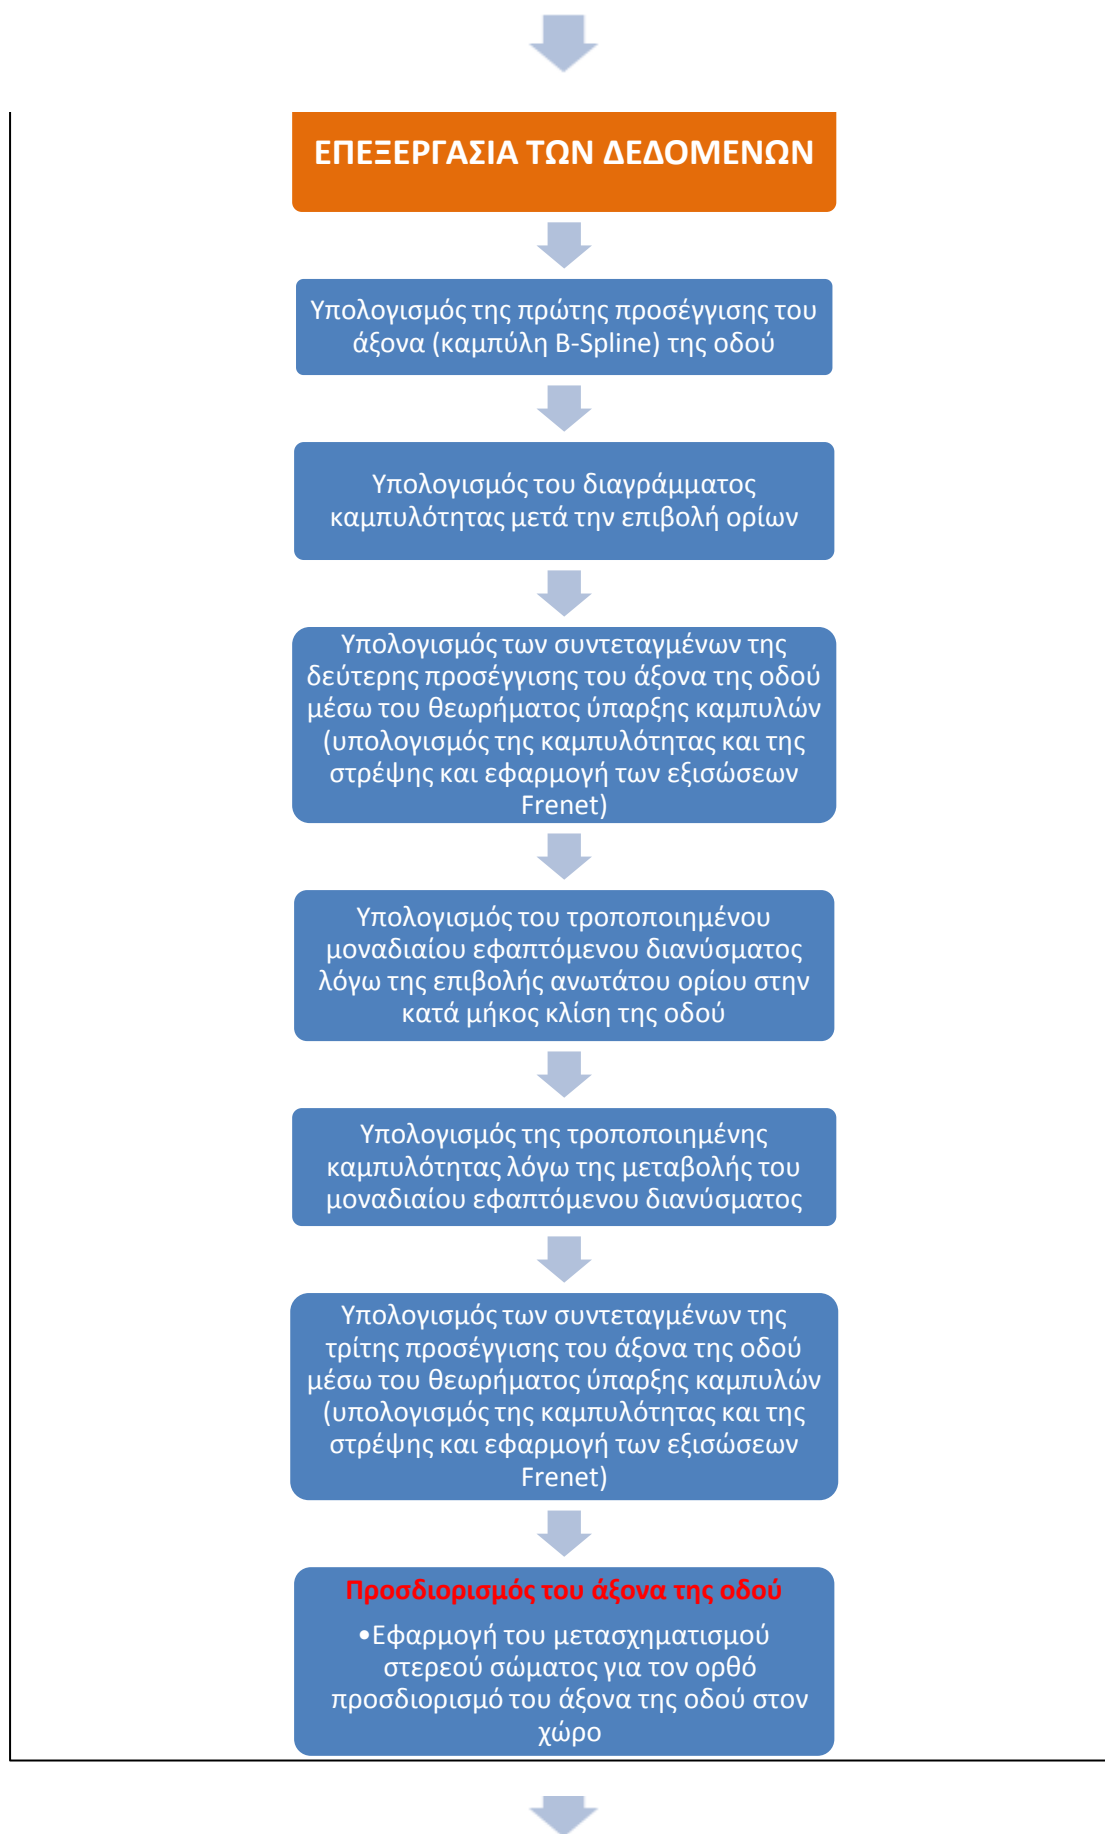 ΕΠΕΞΕΡΓΑΣΙΑ ΤΩΝ ΔΕΔΟΜΕΝΩΝ
Υπολογισμός της πρώτης προσέγγισης του
άξονα (καμπύλη B-Spline) της οδού
Υπολογισμός του διαγράμματος
καμπυλότητας μετά την επιβολή ορίων
Υπολογισμός των συντεταγμένων της
δεύτερης προσέγγισης του άξονα της οδού
μέσω του θεωρήματος ύπαρξης καμπυλών
(υπολογισμός της καμπυλότητας και της
στρέψης και εφαρμογή των εξισώσεων
Frenet)
Υπολογισμός του τροποποιημένου
μοναδιαίου εφαπτόμενου διανύσματος
λόγω της επιβολής ανωτάτου ορίου στην
κατά μήκος κλίση της οδού
Υπολογισμός της τροποποιημένης
καμπυλότητας λόγω της μεταβολής του
μοναδιαίου εφαπτόμενου διανύσματος
Υπολογισμός των συντεταγμένων της
τρίτης προσέγγισης του άξονα της οδού
μέσω του θεωρήματος ύπαρξης καμπυλών
(υπολογισμός της καμπυλότητας και της
στρέψης και εφαρμογή των εξισώσεων
Frenet)
Προσδιορισμός του άξονα της οδού
•Εφαρμογή του μετασχηματισμού
στερεού σώματος για τον ορθό
προσδιορισμό του άξονα της οδού στον
χώρο